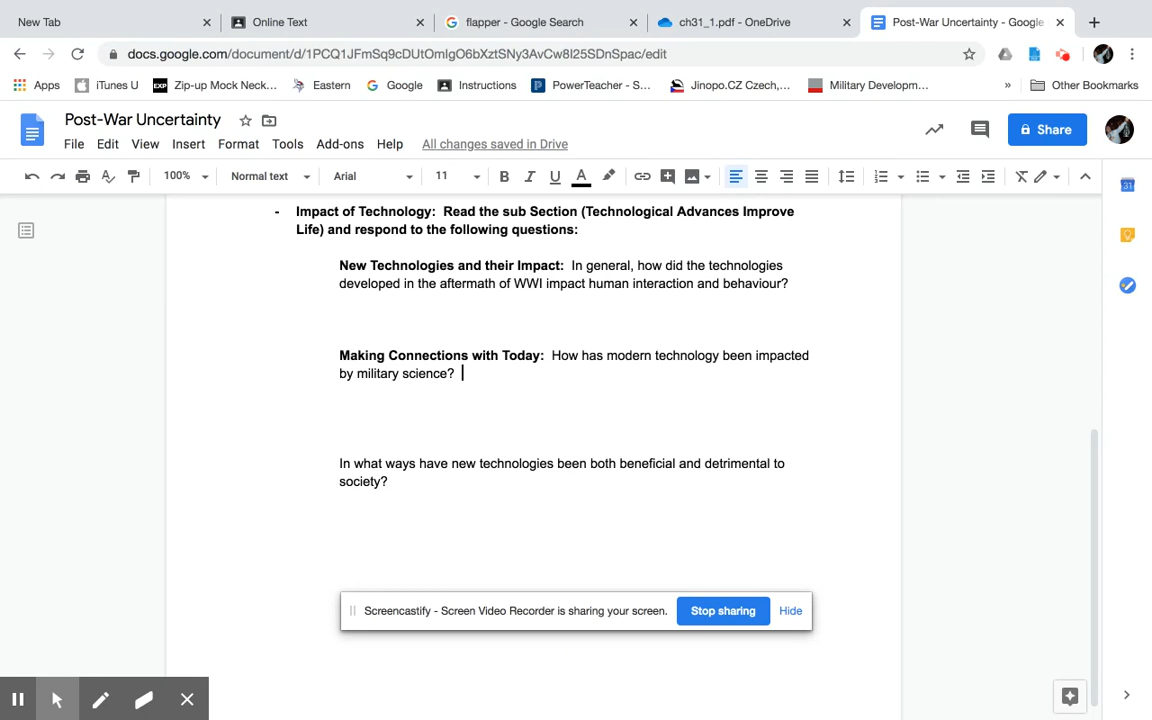 New Tab
Online Text
flapper - Google Search
ch31_1.pdf - OneDrive
Post-War Uncertainty - Google
docs.google.com/document/d/1PCQ1JFmSq9cDUtOmIgO6bXztSNy3AvCw8I25SDnSpac/edit
Apps iTunes U EXP Zip-up Mock Neck... Eastern Google Instructions PowerTeacher - S... Jinopo.CZ Czech,... Military Developm... » Other Bookmarks
Post-War Uncertainty
Share
File Edit View Insert Format Tools Add-ons Help All changes saved in Drive
100% Normal text Arial 11 B I U A
31
- Impact of Technology: Read the sub Section (Technological Advances Improve
Life) and respond to the following questions:
New Technologies and their Impact: In general, how did the technologies
developed in the aftermath of WWI impact human interaction and behaviour?
Making Connections with Today: How has modern technology been impacted
by military science?
In what ways have new technologies been both beneficial and detrimental to
society?
Screencastify - Screen Video Recorder is sharing your screen. Stop sharing Hide